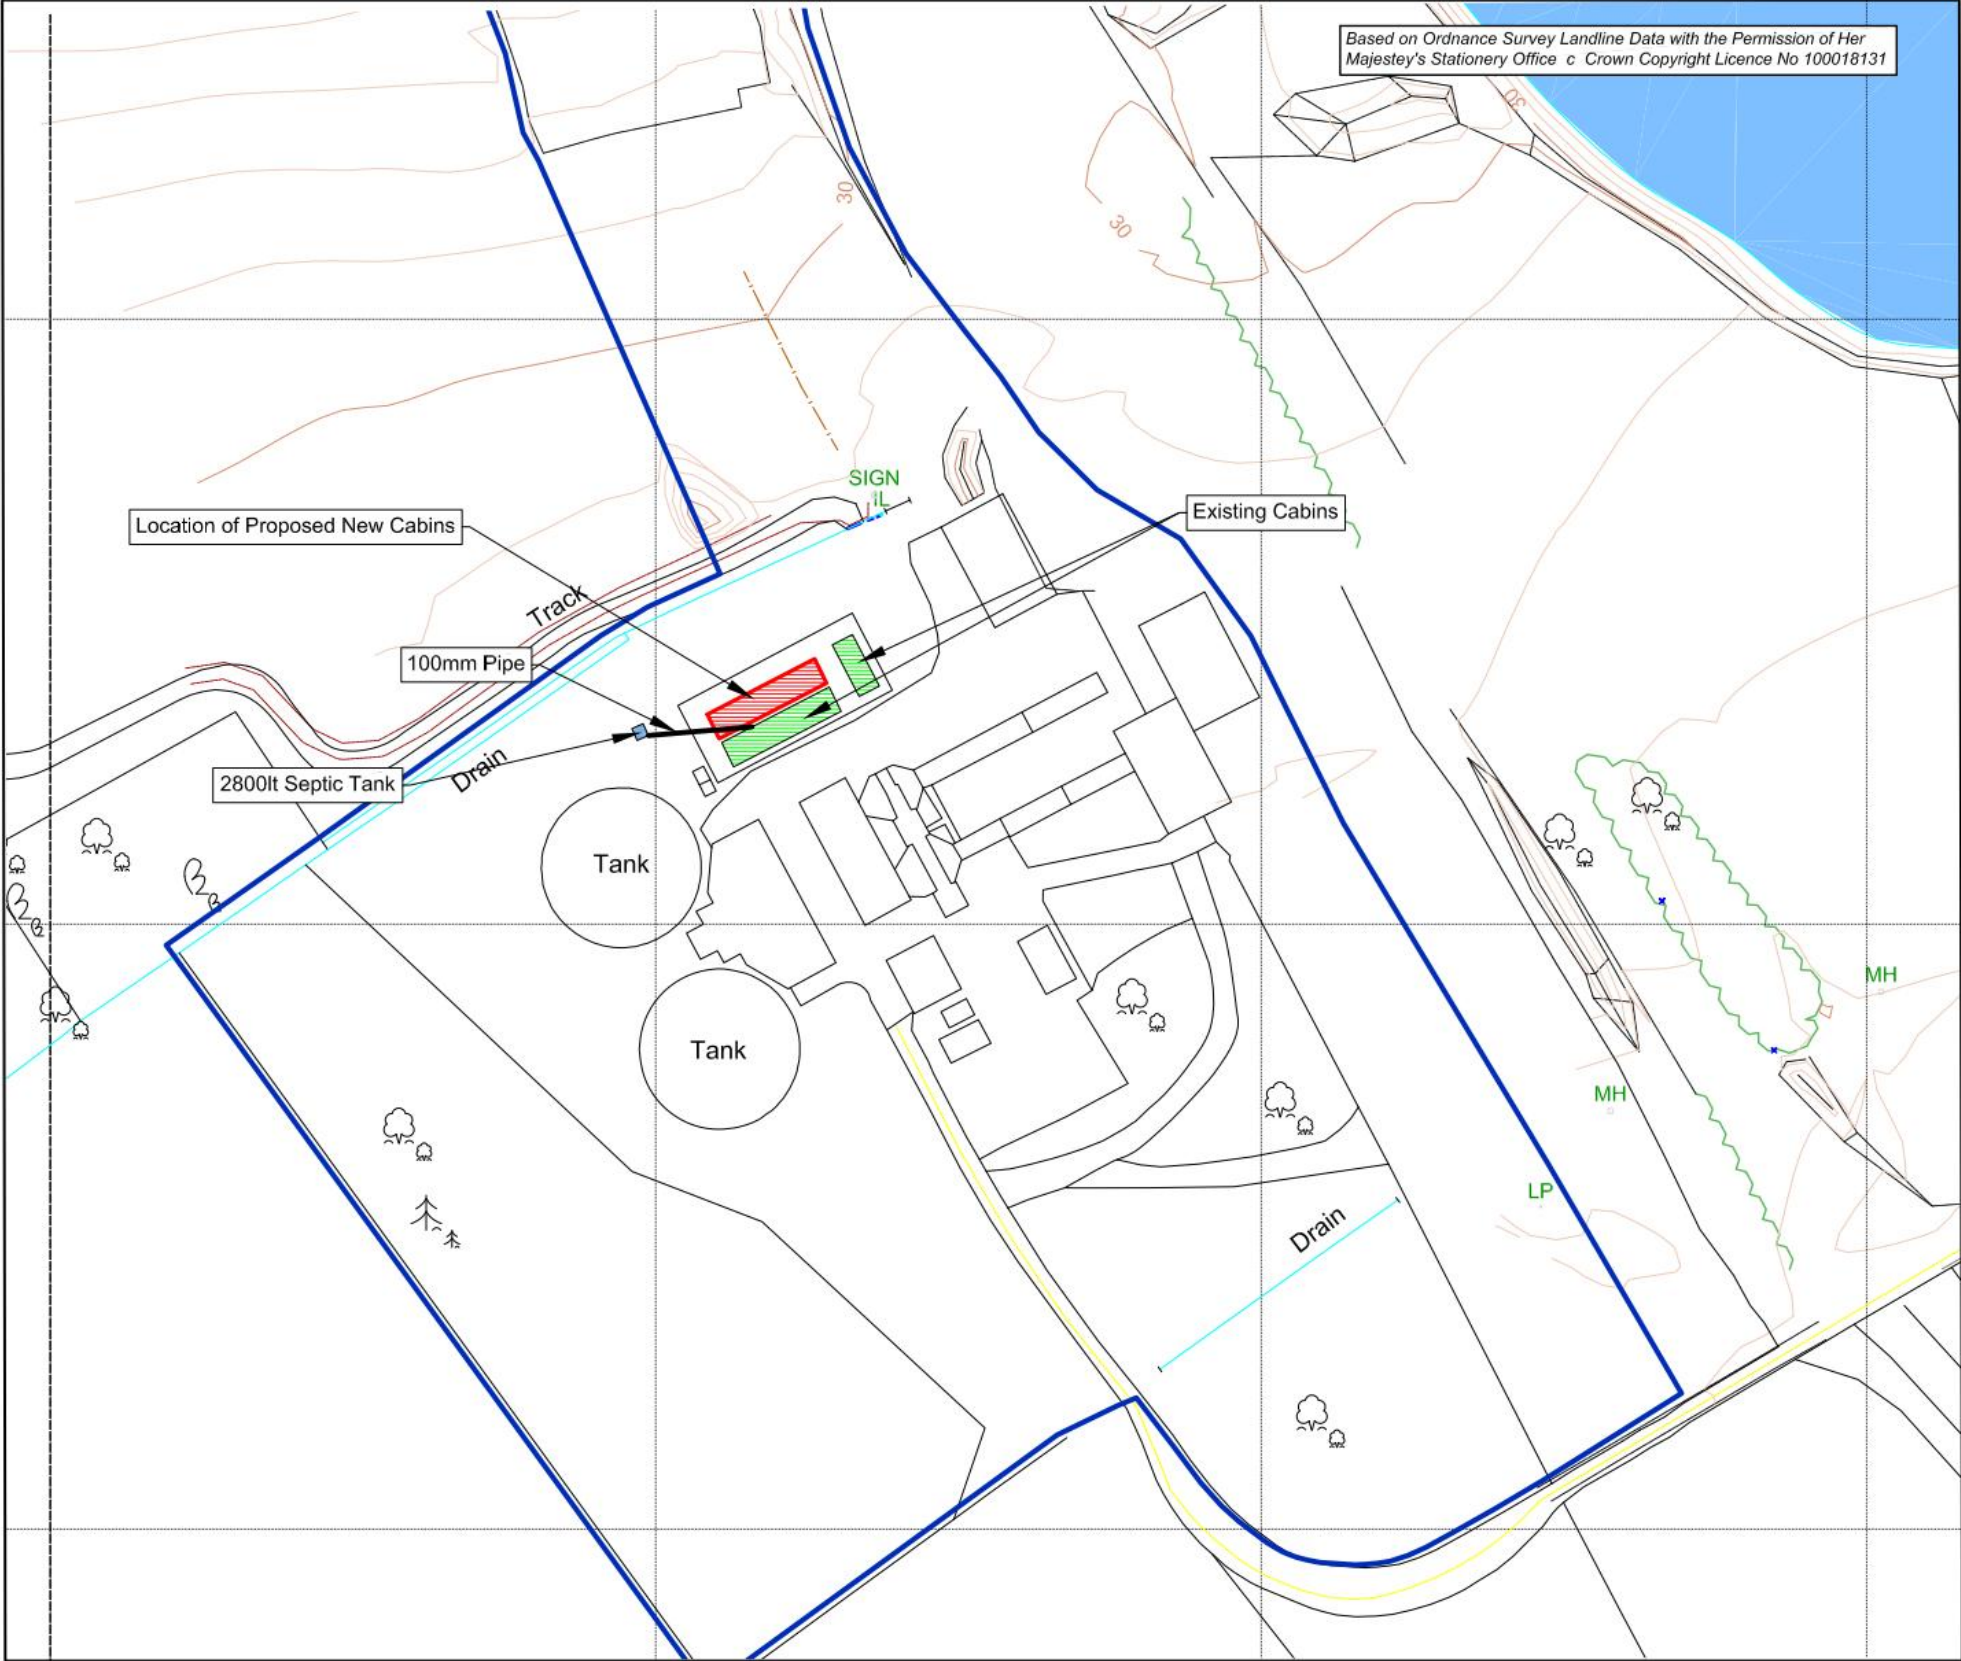 Based on Ordnance Survey Landline Data with the Permission of Her
Majestey's Stationery Office c Crown Copyright Licence No 100018131
30
30
30
SIGN
IL
Location of Proposed New Cabins
Existing Cabins
Track
100mm Pipe
Drain
2800lt Septic Tank
Tank
MH
Tank
MH
LP
Drain